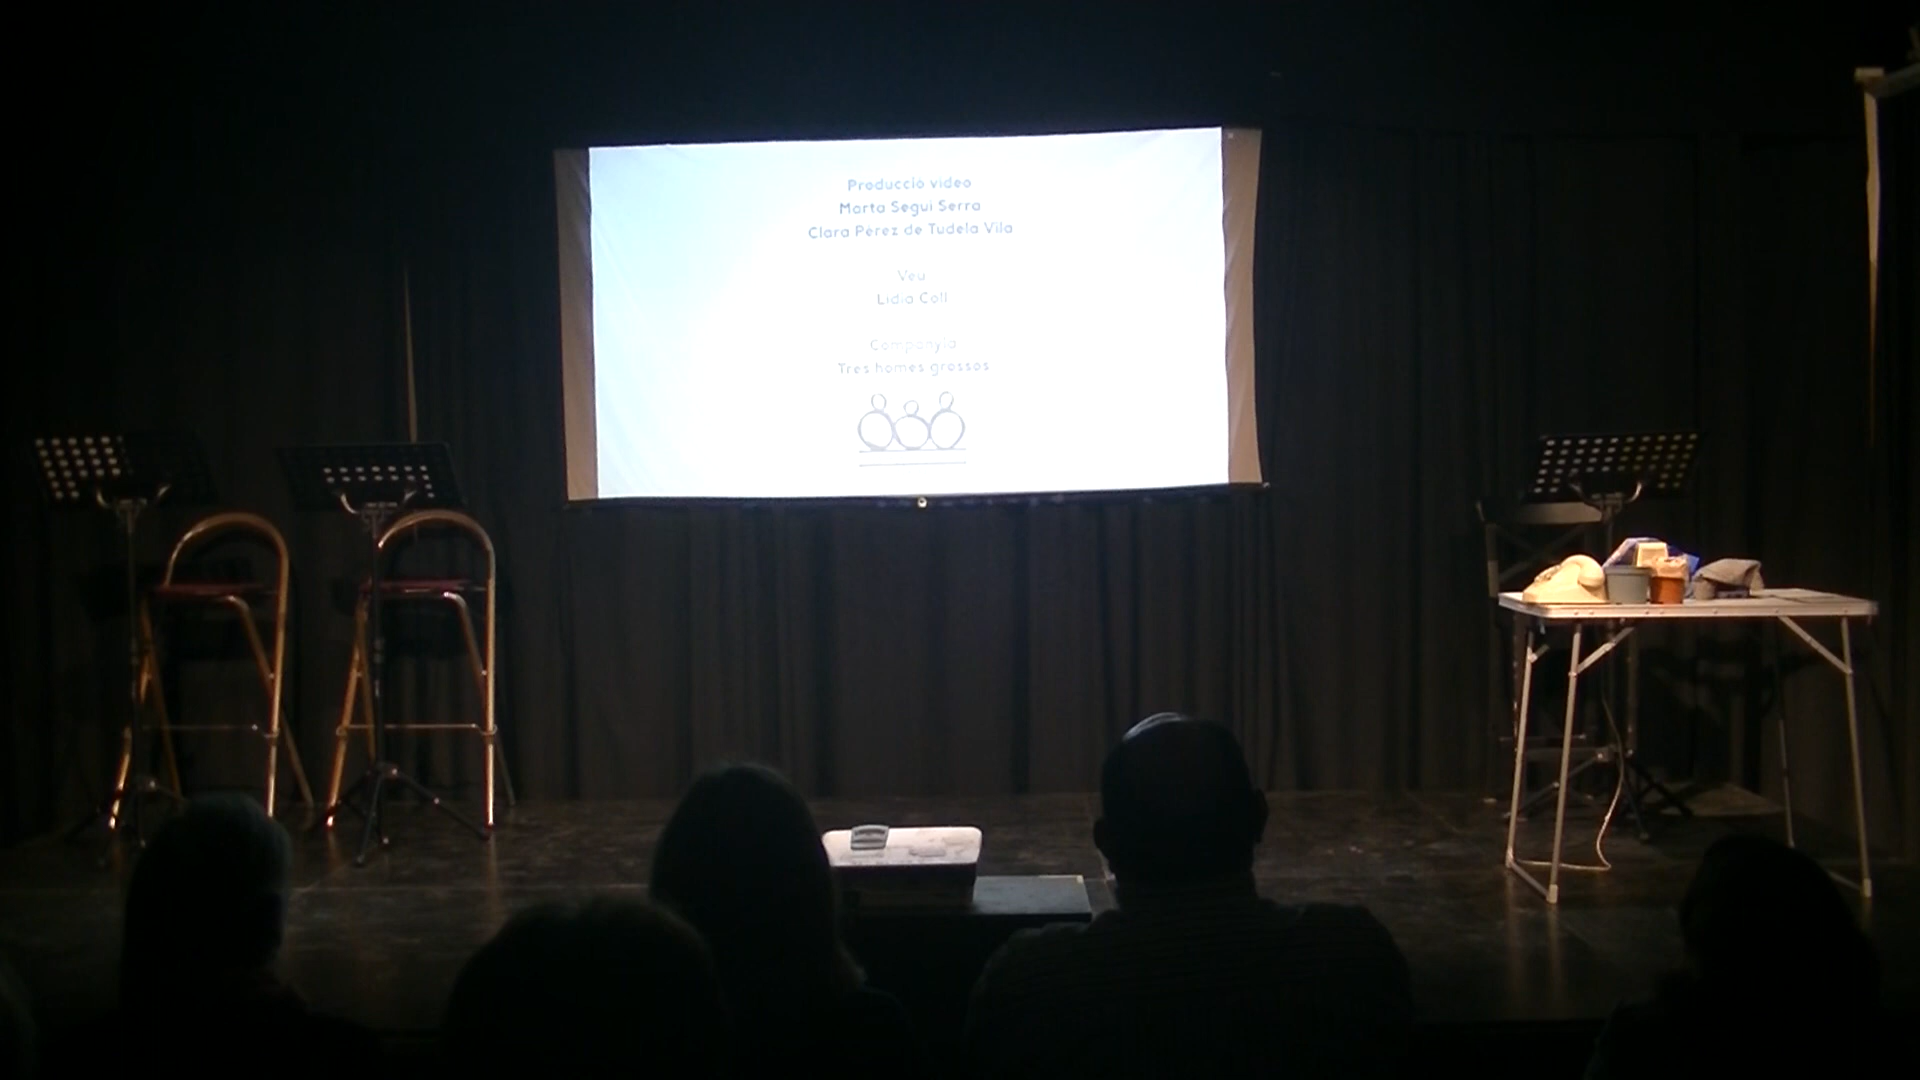 Producció vídeo
Marta Seguí Serra
Clara Pérez de Tudela Vila
Veu
Lidia Coll
Companyia
Tres homes grossos